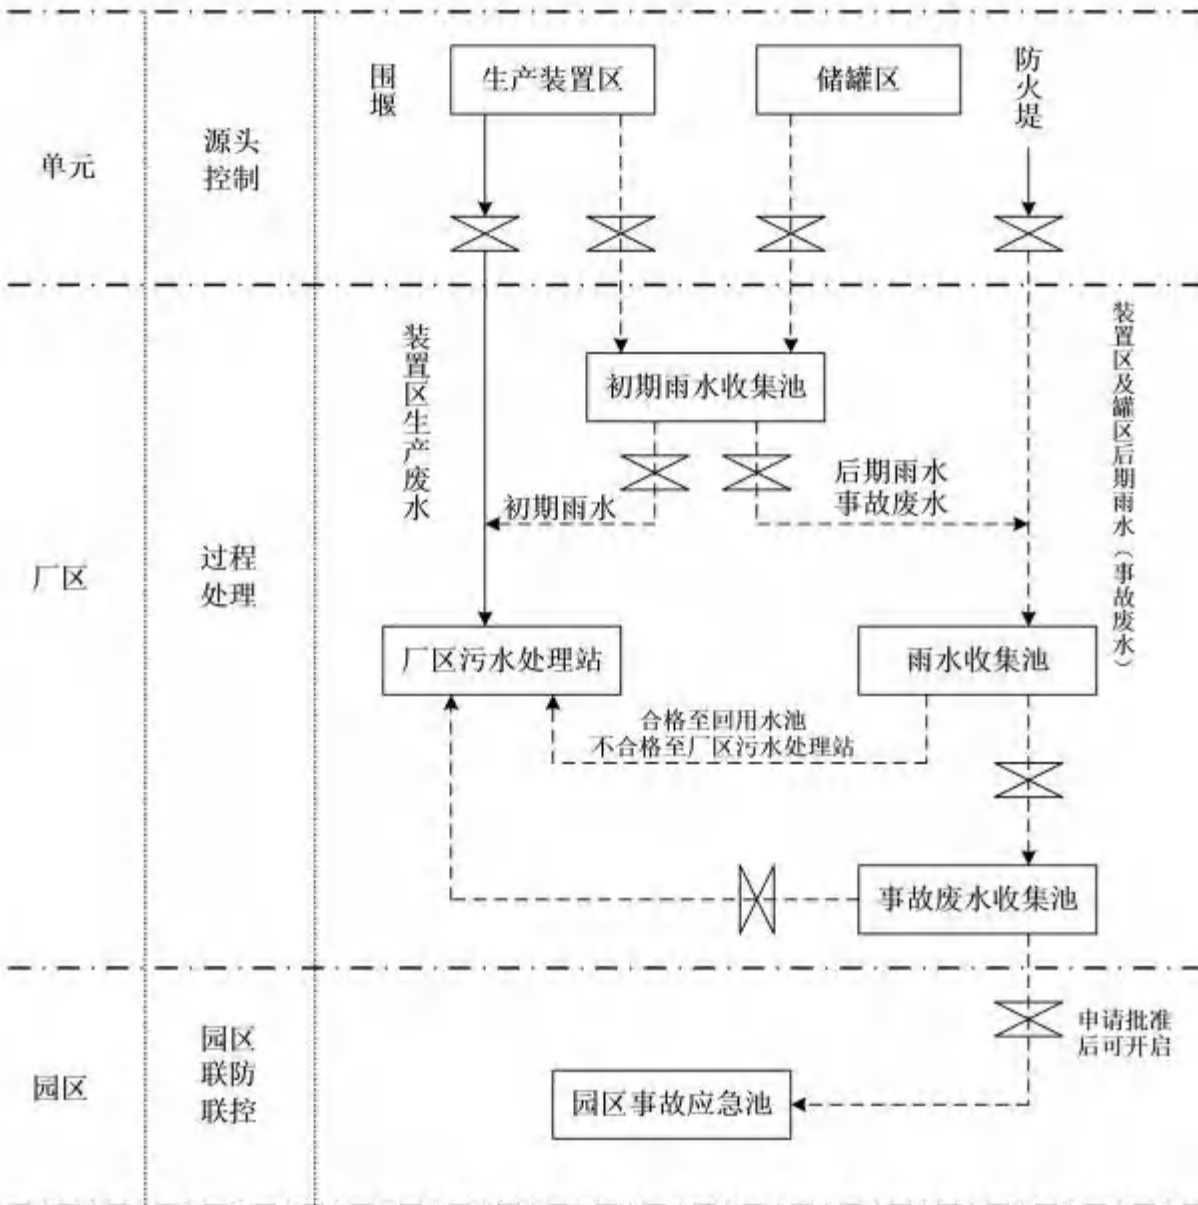 单元
源头
控制
围堰
生产装置区
储罐区
防火堤
厂区
过程
处理
装置区生产废水
初期雨水收集池
初期雨水
后期雨水
事故废水
装置区及罐区后期雨水（事故废水）
厂区污水处理站
雨水收集池
合格至回用水池
不合格至厂区污水处理站
事故废水收集池
园区
园区
联防
联控
申请批准
后可开启
园区事故应急池